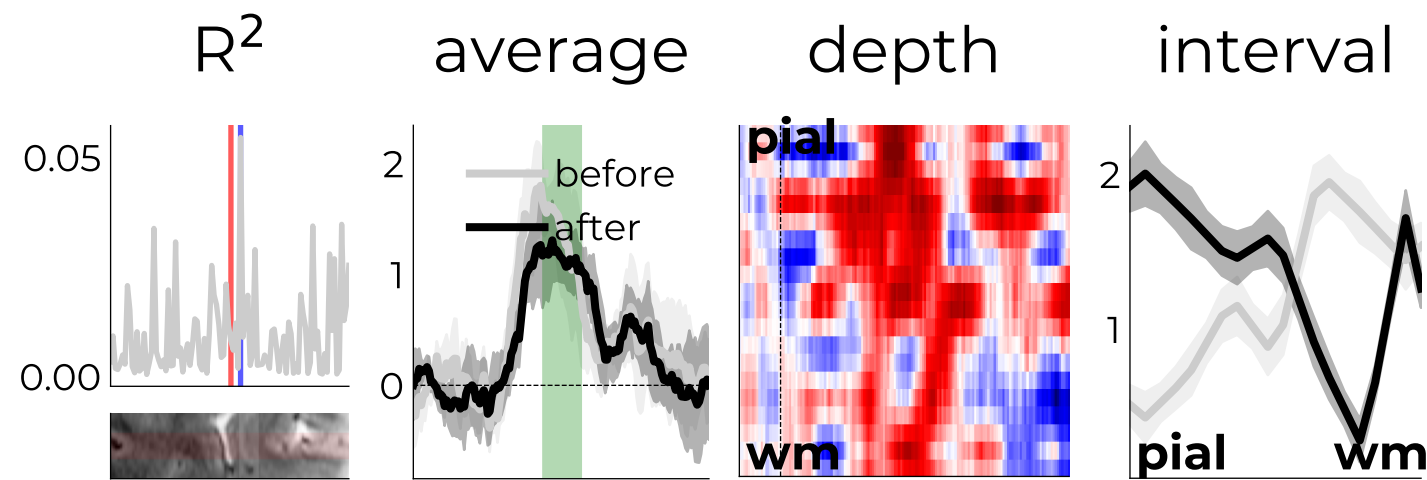 R²
average
depth
interval
0.05
0.00
2
1
0
before
after
pial
wm
2
1
pial
wm